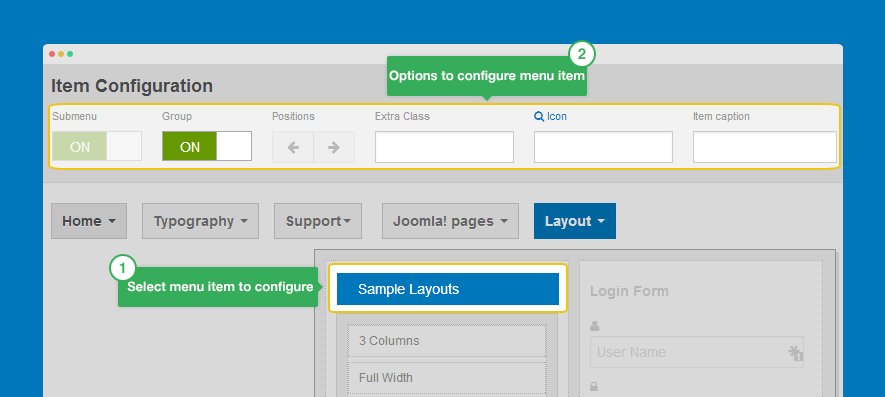 2
Options to configure menu item
Item Configuration
Submenu Group Positions Extra Class Icon Item caption
ON ON
Home Typography Support Joomla! pages Layout
1
Select menu item to configure
Sample Layouts
Login Form
3 Columns
User Name
1
Full Width